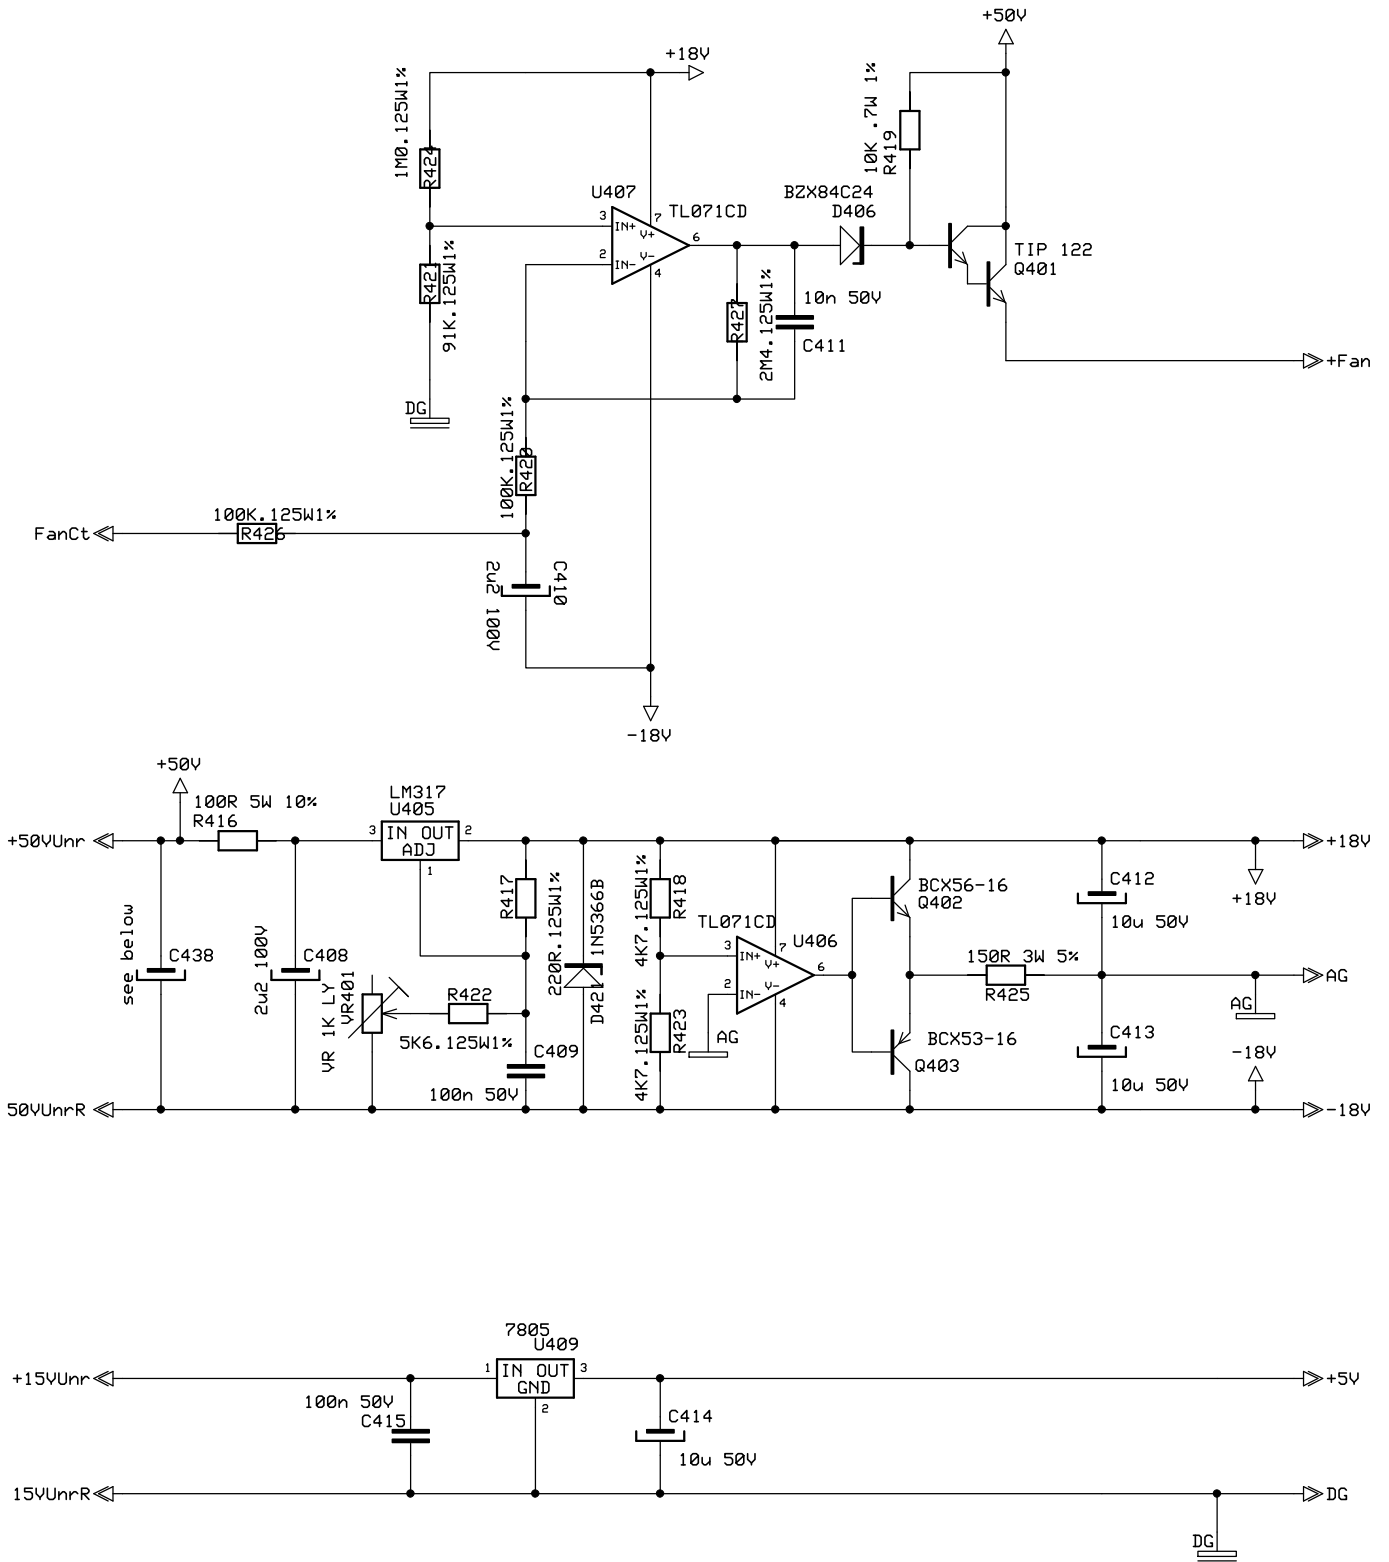 +50V
+18V
1M0.125W1%
R424
10K .7W 1%
R419
U407
TL071CD
3
IN+
V+
7
2
IN-
V-
4
6
BZX84C24
D406
TIP 122
Q401
R421
91K.125W1%
DG
R427
2M4.125W1%
10n 50V
C411
+Fan
100K.125W1%
R420
FanCt
100K.125W1%
R426
2u2 100V
C410
-18V
+50V
+50VUnr
100R 5W 10%
R416
LM317
U405
3
IN OUT
ADJ
2
1
+18V
see below
C438
2u2 100V
C408
VR 1K LY
VR401
R417
220R.125W1%
R422
5K6.125W1%
C409
100n 50V
D421 1N5366B
4K7.125W1%
R418
4K7.125W1%
R423
TL071CD
U406
3
IN+
V+
7
2
IN-
V-
4
6
AG
BCX56-16
Q402
BCX53-16
Q403
150R 3W 5%
R425
C412
10u 50V
C413
10u 50V
+18V
AG
AG
-18V
50VUnrR
-18V
7805
U409
+15VUnr
1
IN OUT
GND
3
2
+5V
100n 50V
C415
C414
10u 50V
15VUnrR
DG
DG